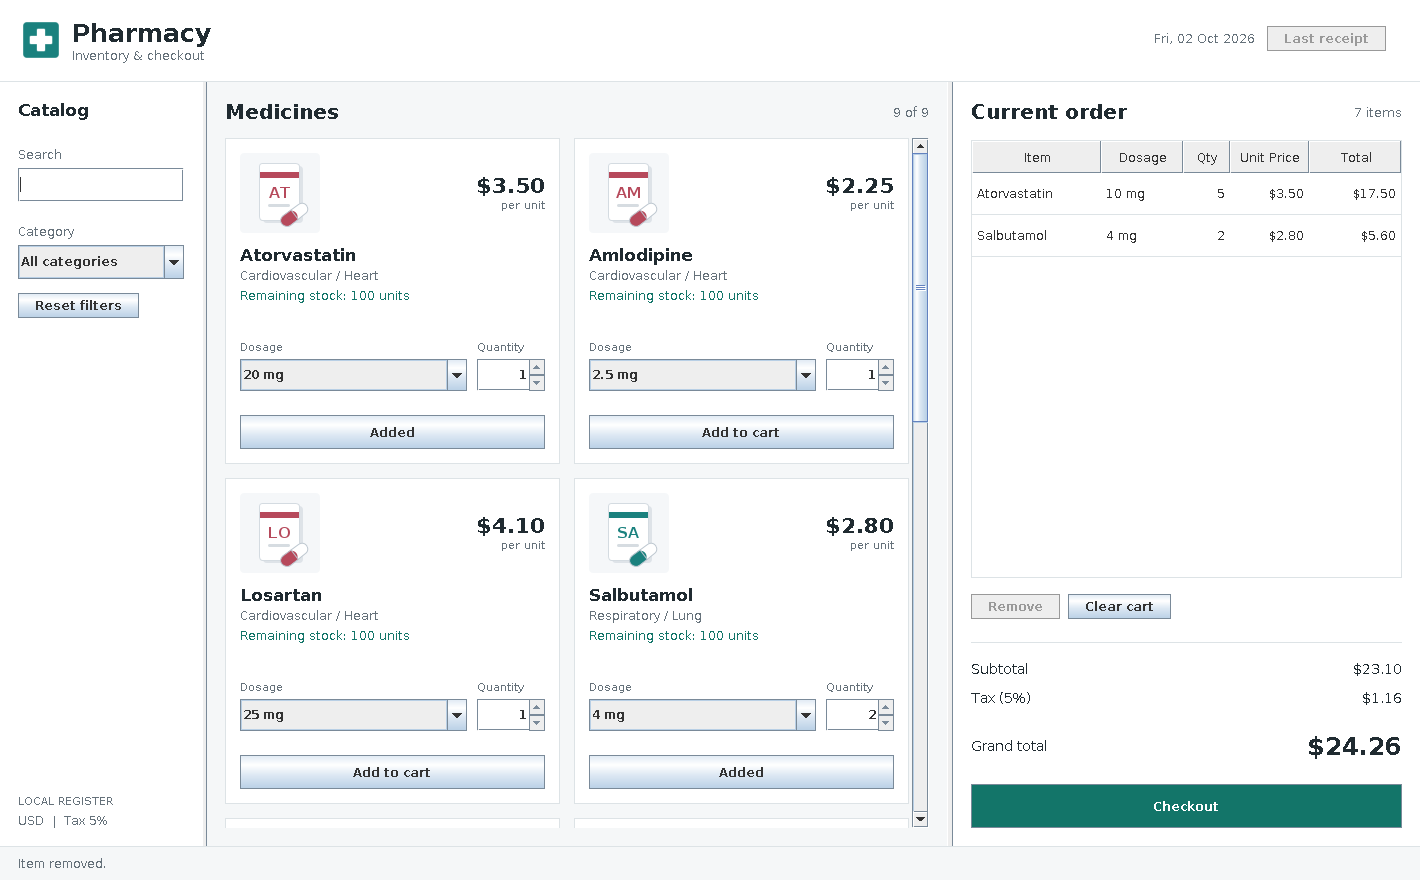 Pharmacy
Inventory & checkout
Fri, 02 Oct 2026
Last receipt
Catalog
Search
Category
All categories
Reset filters
LOCAL REGISTER
USD | Tax 5%
Medicines
9 of 9
AT
$3.50
per unit
Atorvastatin
Cardiovascular / Heart
Remaining stock: 100 units
Dosage
Quantity
20 mg
1
Added
AM
$2.25
per unit
Amlodipine
Cardiovascular / Heart
Remaining stock: 100 units
Dosage
Quantity
2.5 mg
1
Add to cart
LO
$4.10
per unit
Losartan
Cardiovascular / Heart
Remaining stock: 100 units
Dosage
Quantity
25 mg
1
Add to cart
SA
$2.80
per unit
Salbutamol
Respiratory / Lung
Remaining stock: 100 units
Dosage
Quantity
4 mg
2
Added
Current order
7 items
Item Dosage Qty Unit Price Total
Atorvastatin 10 mg 5 $3.50 $17.50
Salbutamol 4 mg 2 $2.80 $5.60
Remove
Clear cart
Subtotal $23.10
Tax (5%) $1.16
Grand total $24.26
Checkout
Item removed.